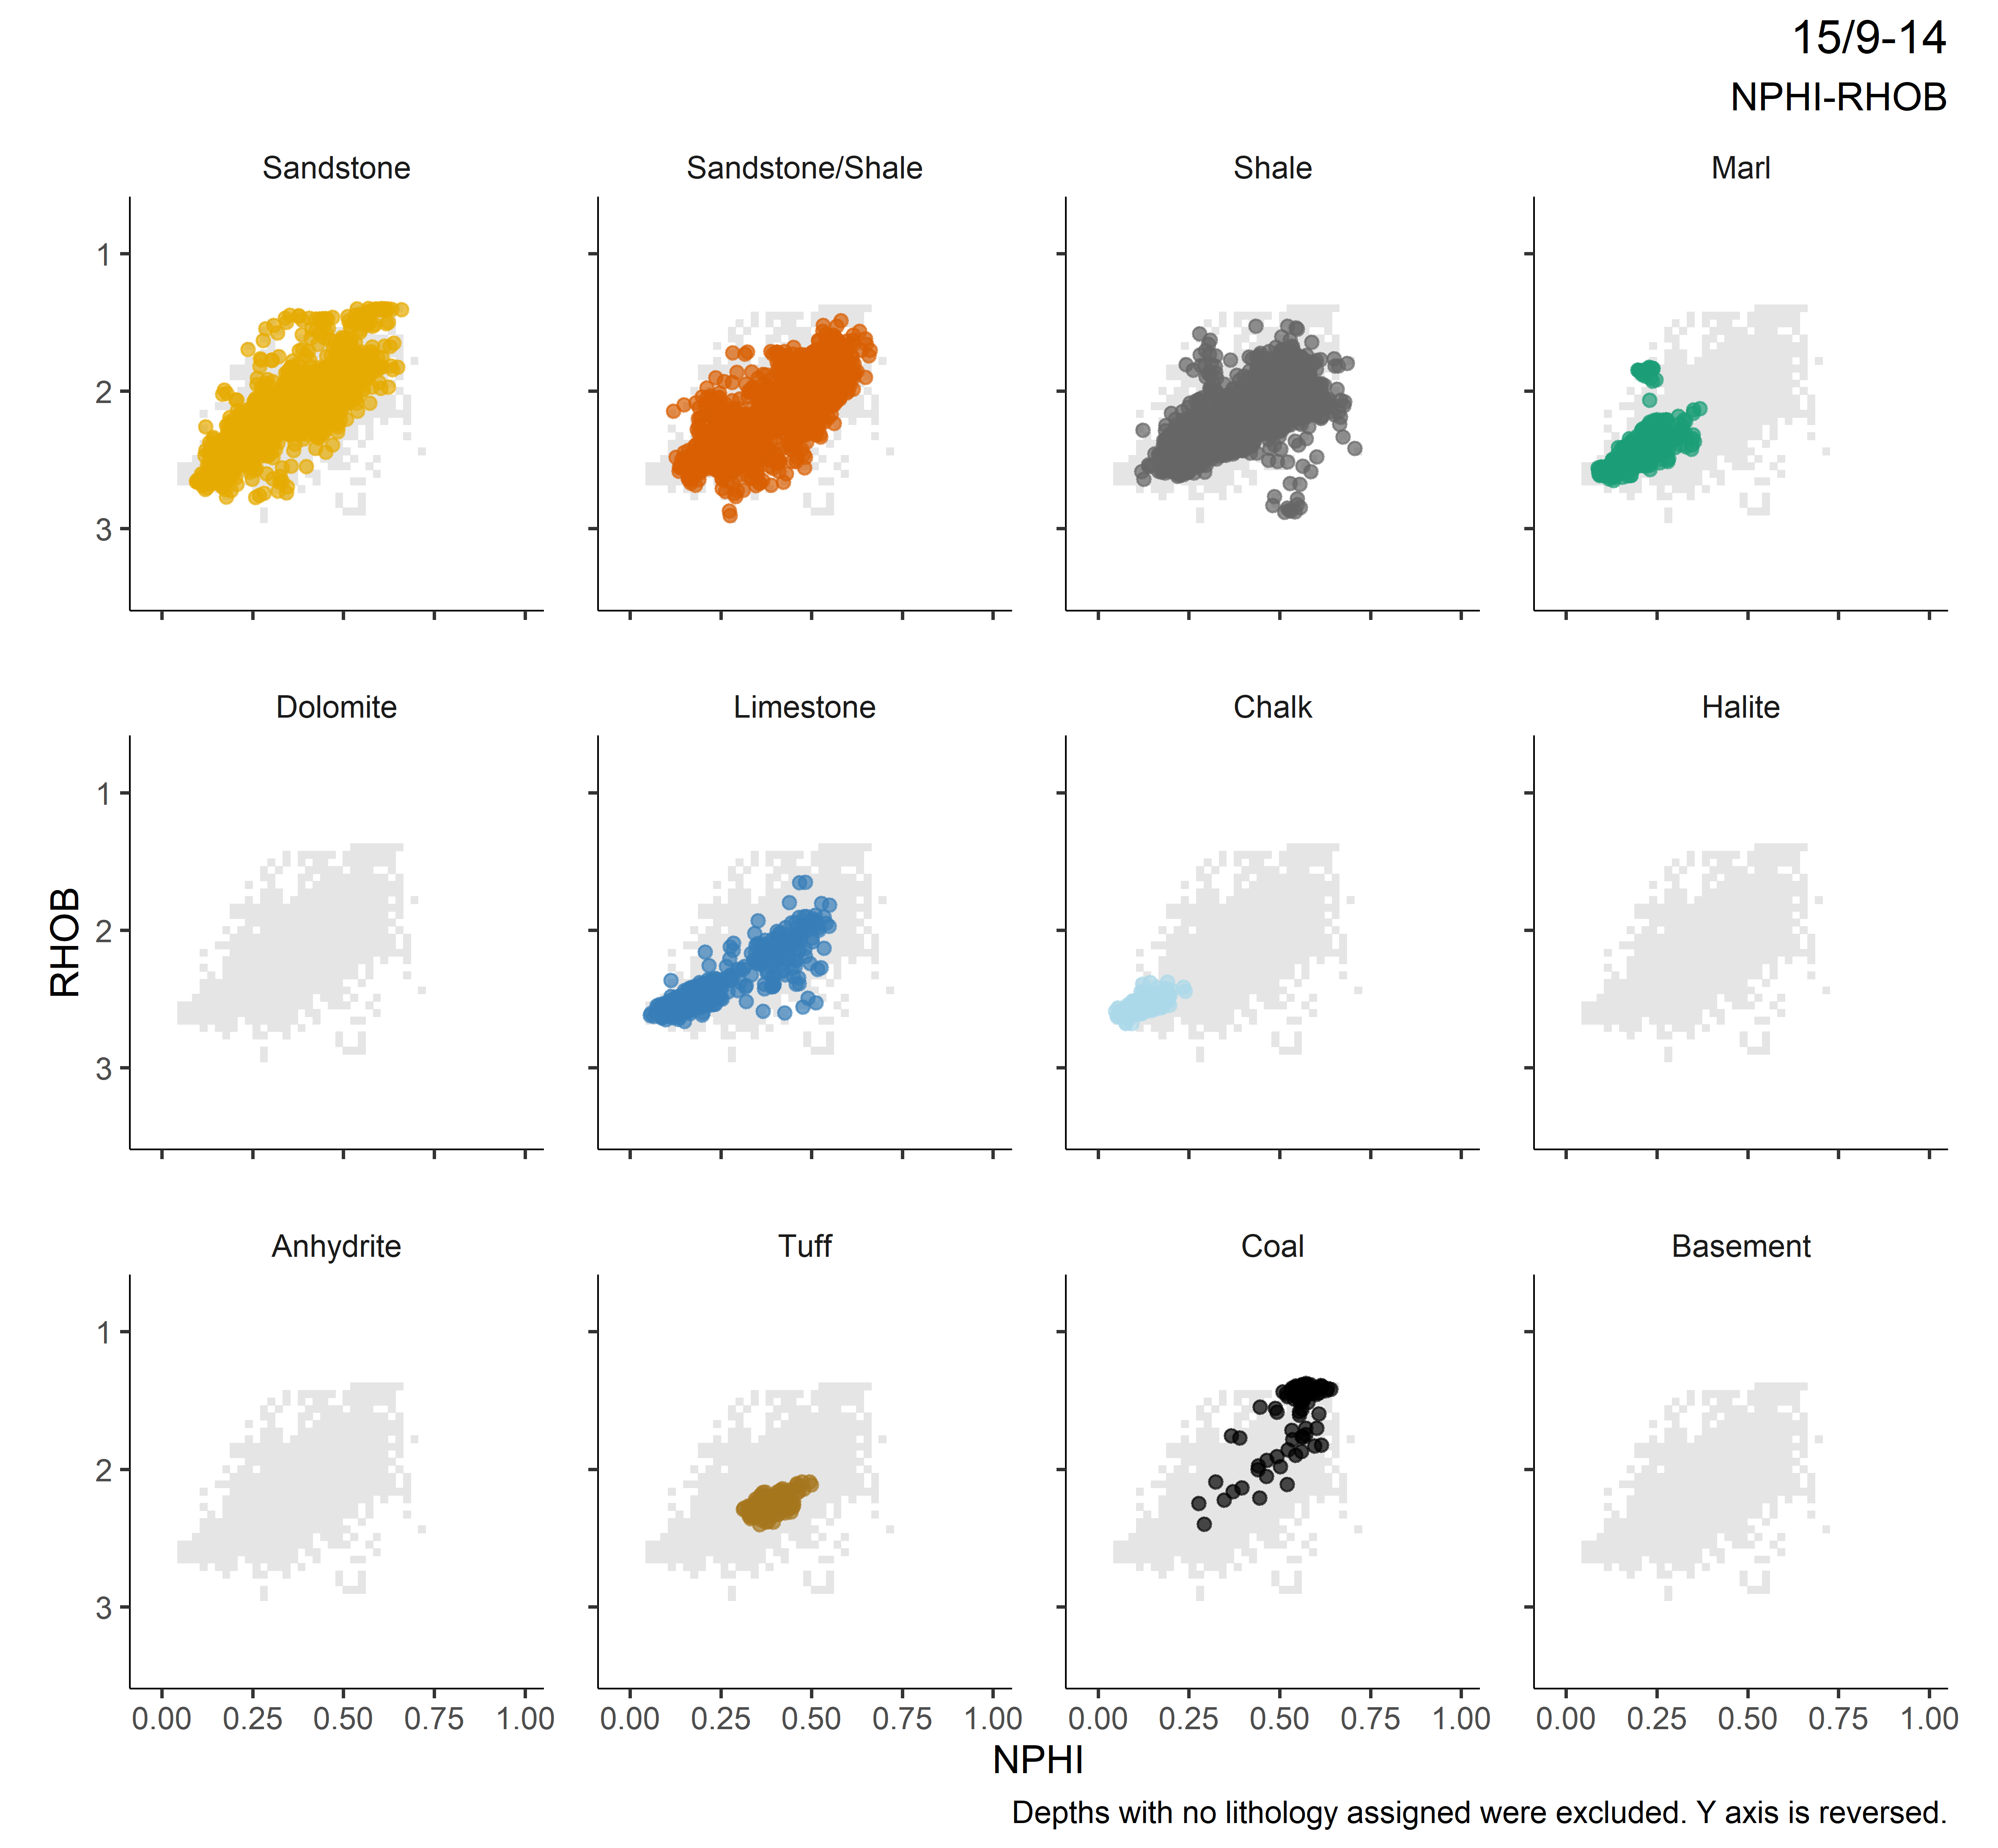 15/9-14
NPHI-RHOB
Sandstone Sandstone/Shale Shale Marl
1
2
3
Dolomite Limestone Chalk Halite
1
2
3
RHOB
Anhydrite Tuff Coal Basement
1
2
3
0.00 0.25 0.50 0.75 1.00 0.00 0.25 0.50 0.75 1.00 0.00 0.25 0.50 0.75 1.00 0.00 0.25 0.50 0.75 1.00
NPHI
Depths with no lithology assigned were excluded. Y axis is reversed.